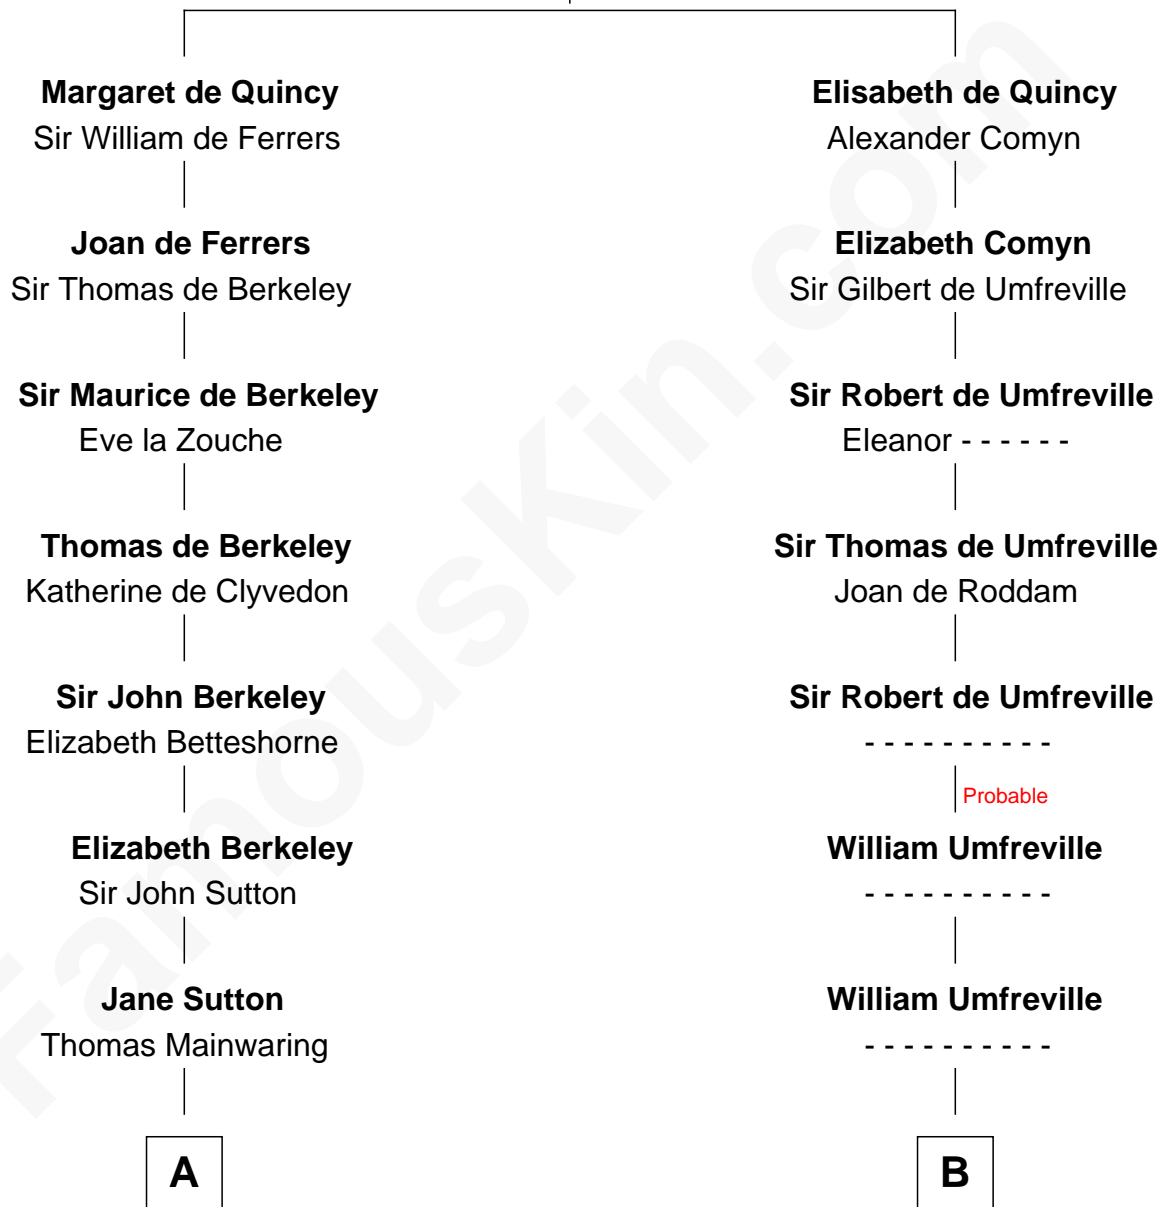 Margaret de Quincy
Sir William de Ferrers
Joan de Ferrers
Sir Thomas de Berkeley
Sir Maurice de Berkeley
Eve la Zouche
Thomas de Berkeley
Katherine de Clyvedon
Sir John Berkeley
Elizabeth Betteshorne
Elizabeth Berkeley
Sir John Sutton
Jane Sutton
Thomas Mainwaring
A
Elisabeth de Quincy
Alexander Comyn
Elizabeth Comyn
Sir Gilbert de Umfreville
Sir Robert de Umfreville
Eleanor - - - - - -
Sir Thomas de Umfreville
Joan de Roddam
Sir Robert de Umfreville
- - - - - - - - - -
Probable
William Umfreville
- - - - - - - - - -
William Umfreville
- - - - - - - - - -
B
FamousKin.com